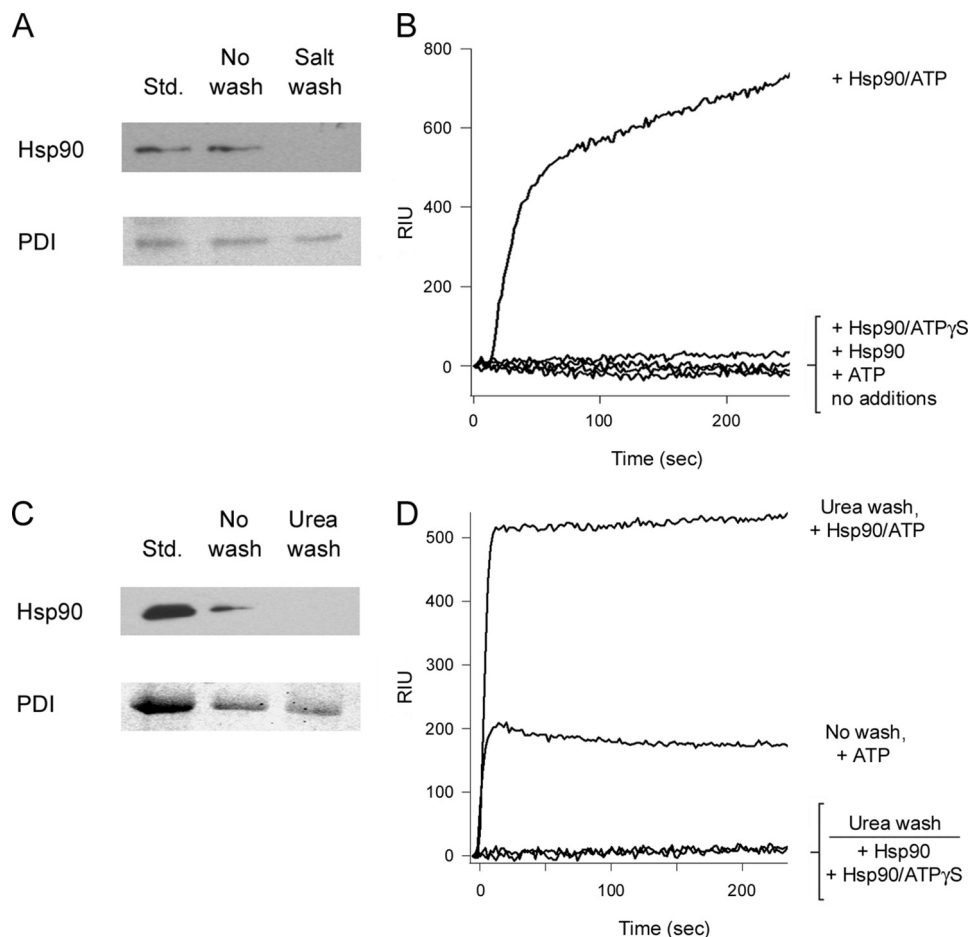 A
Std.
No
wash
Salt
wash
Hsp90
PDI
B
800
600
400
200
0
RIU
0
100
200
Time (sec)
+ Hsp90/ATP
+ Hsp90/ATPγS
+ Hsp90
+ ATP
no additions
C
Std.
No
wash
Urea
wash
Hsp90
PDI
D
500
400
300
200
100
0
RIU
0
100
200
Time (sec)
Urea wash,
+ Hsp90/ATP
No wash,
+ ATP
Urea wash
+ Hsp90
+ Hsp90/ATPγS